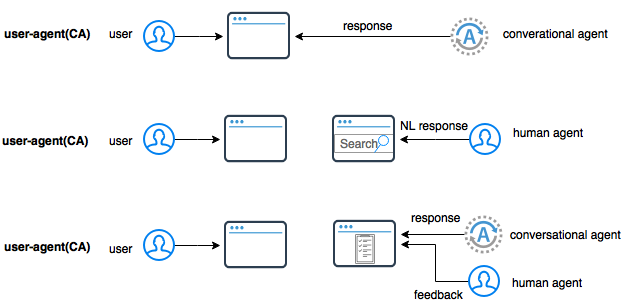 user-agent(CA) user response A converational agent
user-agent(CA) user Search NL response human agent
user-agent(CA) user response A conversational agent
feedback human agent